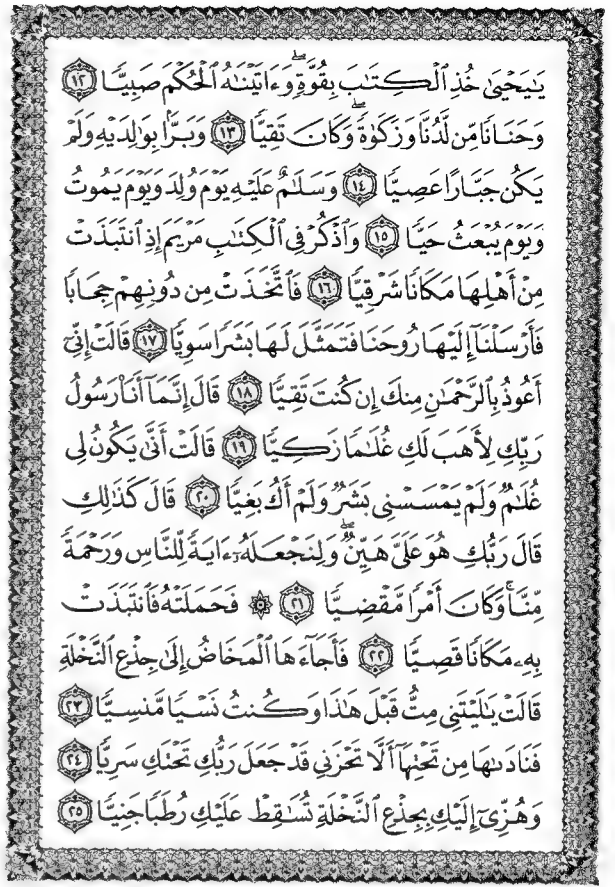 يَٰيَحۡيَىٰ خُذِ ٱلۡكِتَٰبَ بِقُوَّةٖۖ وَءَاتَيۡنَٰهُ ٱلۡحُكۡمَ صَبِيّٗا ١٢
وَحَنَانٗا مِّن لَّدُنَّا وَزَكَوٰةٗۖ وَكَانَ تَقِيّٗا ١٣ وَبَرَّۢا بِوَٰلِدَيۡهِ وَلَمۡ
يَكُن جَبَّارًا عَصِيّٗا ١٤ وَسَلَٰمٌ عَلَيۡهِ يَوۡمَ وُلِدَ وَيَوۡمَ يَمُوتُ
وَيَوۡمَ يُبۡعَثُ حَيّٗا ١٥ وَٱذۡكُرۡ فِي ٱلۡكِتَٰبِ مَرۡيَمَ إِذِ ٱنتَبَذَتۡ
مِنۡ أَهۡلِهَا مَكَانٗا شَرۡقِيّٗا ١٦ فَٱتَّخَذَتۡ مِن دُونِهِمۡ حِجَابٗا
فَأَرۡسَلۡنَآ إِلَيۡهَا رُوحَنَا فَتَمَثَّلَ لَهَا بَشَرٗا سَوِيّٗا ١٧ قَالَتۡ إِنِّيٓ
أَعُوذُ بِٱلرَّحۡمَٰنِ مِنكَ إِن كُنتَ تَقِيّٗا ١٨ قَالَ إِنَّمَآ أَنَا۠ رَسُولُ
رَبِّكِ لِأَهَبَ لَكِ غُلَٰمٗا زَكِيّٗا ١٩ قَالَتۡ أَنَّىٰ يَكُونُ لِي
غُلَٰمٞ وَلَمۡ يَمۡسَسۡنِي بَشَرٞ وَلَمۡ أَكُ بَغِيّٗا ٢٠ قَالَ كَذَٰلِكِ
قَالَ رَبُّكِ هُوَ عَلَيَّ هَيِّنٞۖ وَلِنَجۡعَلَهُۥٓ ءَايَةٗ لِّلنَّاسِ وَرَحۡمَةٗ
مِّنَّاۚ وَكَانَ أَمۡرٗا مَّقۡضِيّٗا ٢١ ۞ فَحَمَلَتۡهُ فَٱنتَبَذَتۡ
بِهِۦ مَكَانٗا قَصِيّٗا ٢٢ فَأَجَآءَهَا ٱلۡمَخَاضُ إِلَىٰ جِذۡعِ ٱلنَّخۡلَةِ
قَالَتۡ يَٰلَيۡتَنِي مِتُّ قَبۡلَ هَٰذَا وَكُنتُ نَسۡيٗا مَّنسِيّٗا ٢٣
فَنَادَىٰهَا مِن تَحۡتِهَآ أَلَّا تَحۡزَنِي قَدۡ جَعَلَ رَبُّكِ تَحۡتَكِ سَرِيّٗا ٢٤
وَهُزِّيٓ إِلَيۡكِ بِجِذۡعِ ٱلنَّخۡلَةِ تُسَٰقِطۡ عَلَيۡكِ رُطَبٗا جَنِيّٗا ٢٥